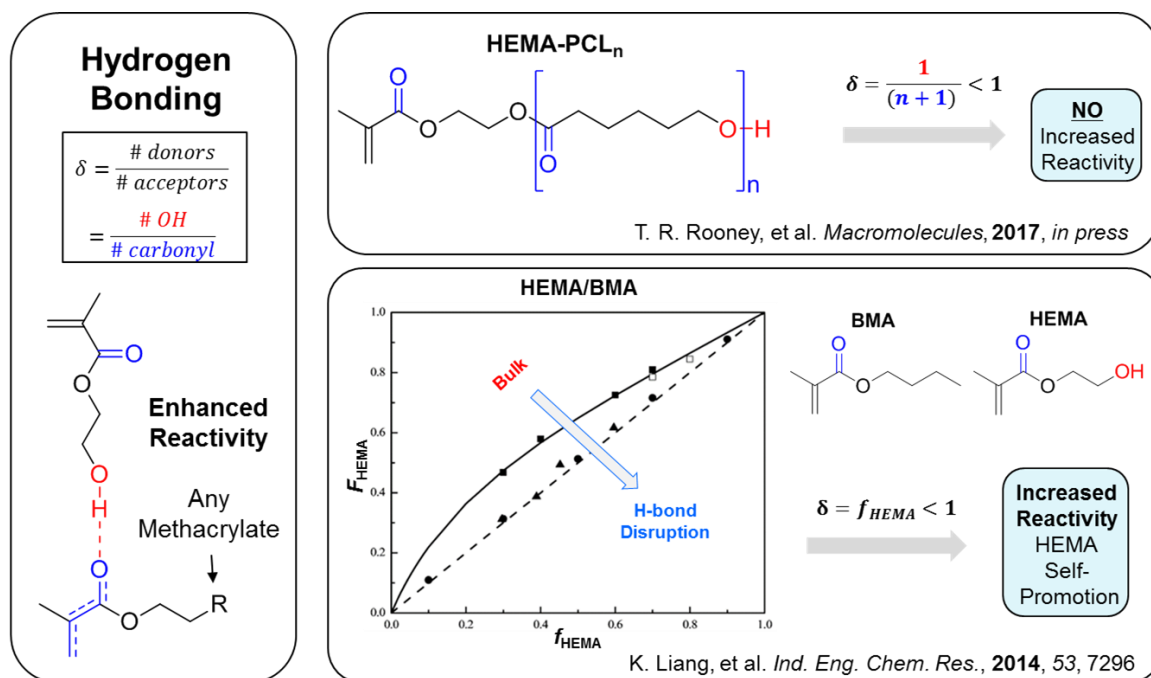 Hydrogen
Bonding
δ = # donors / # acceptors
= # OH / # carbonyl
O
O
Enhanced
Reactivity
O
H
Any
Methacrylate
O
O
R
HEMA-PCLn
O
O
O
O
O H
n
δ = 1 / (n + 1) < 1
NO
Increased
Reactivity
T. R. Rooney, et al. Macromolecules, 2017, in press
HEMA/BMA
1.0
0.8
0.6
0.4
0.2
0.0
0.0 0.2 0.4 0.6 0.8 1.0
FHEMA
fHEMA
Bulk
H-bond
Disruption
BMA
HEMA
O
O
O
O
OH
δ = fHEMA < 1
Increased
Reactivity
HEMA
Self-
Promotion
K. Liang, et al. Ind. Eng. Chem. Res., 2014, 53, 7296